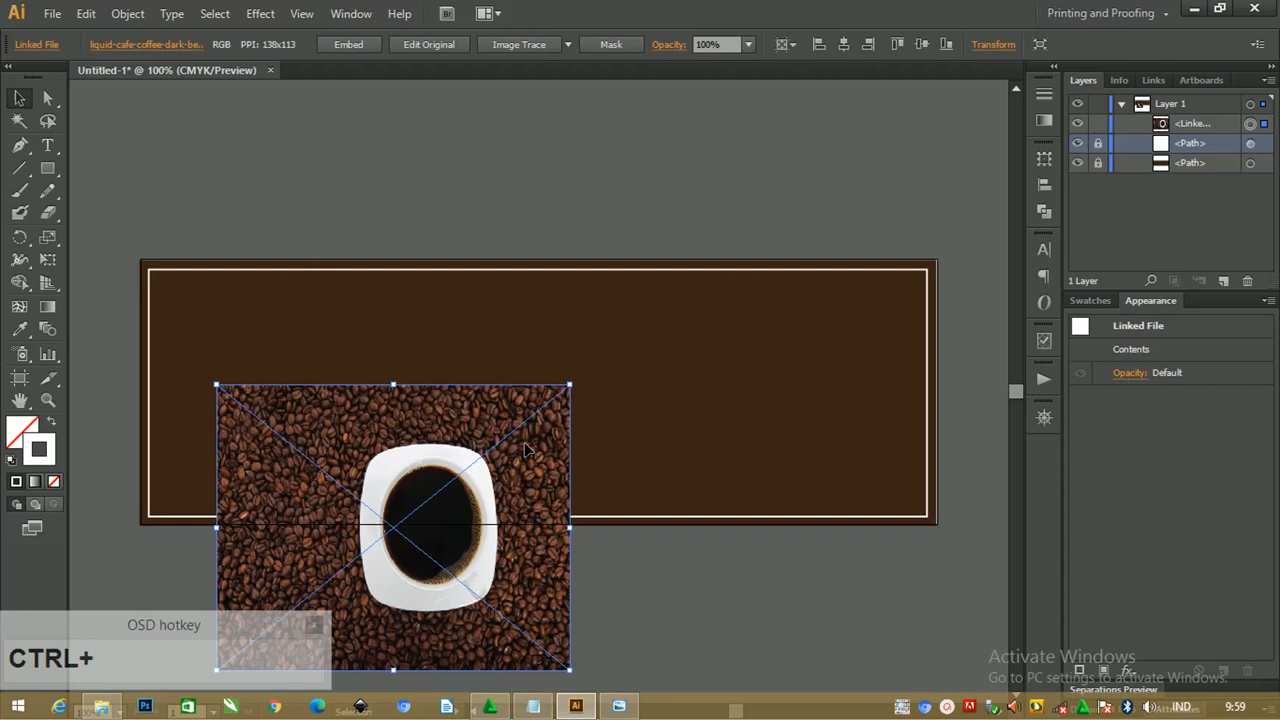 Ai File Edit Object Type Select Effect View Window Help Br Printing and Proofing
Linked File liquid-cafe-coffee-dark-be... RGB PPI: 138x113 Embed Edit Original Image Trace Mask Opacity: 100% Transform
Untitled-1* @ 100% (CMYK/Preview)
Layers Info Links Artboards
Layer 1
<Linke...
<Path>
<Path>
1 Layer
Swatches Appearance
Linked File
Contents
Opacity: Default
OSD hotkey
CTRL+
Activate Windows
Go to PC settings to activate Windows.
Separations Preview
Selection
IND 9:59